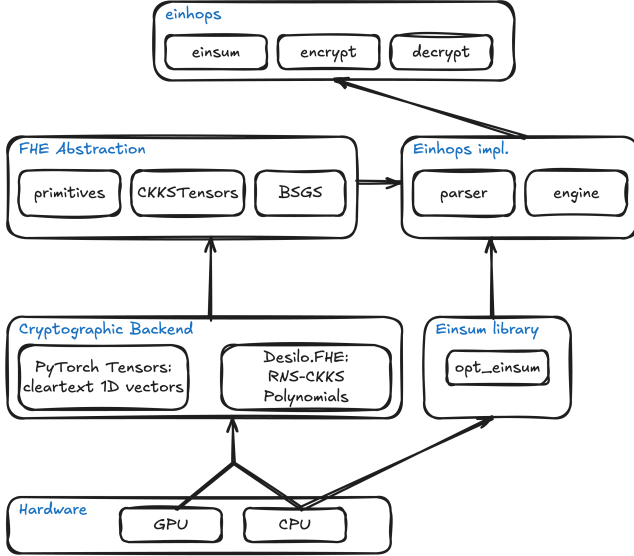 einhops
einsum
encrypt
decrypt
FHE Abstraction
primitives
CKKSTensors
BSGS
Einhops impl.
parser
engine
Cryptographic Backend
PyTorch Tensors:
cleartext 1D vectors
Desilo.FHE:
RNS-CKKS
Polynomials
Einsum library
opt_einsum
Hardware
GPU
CPU